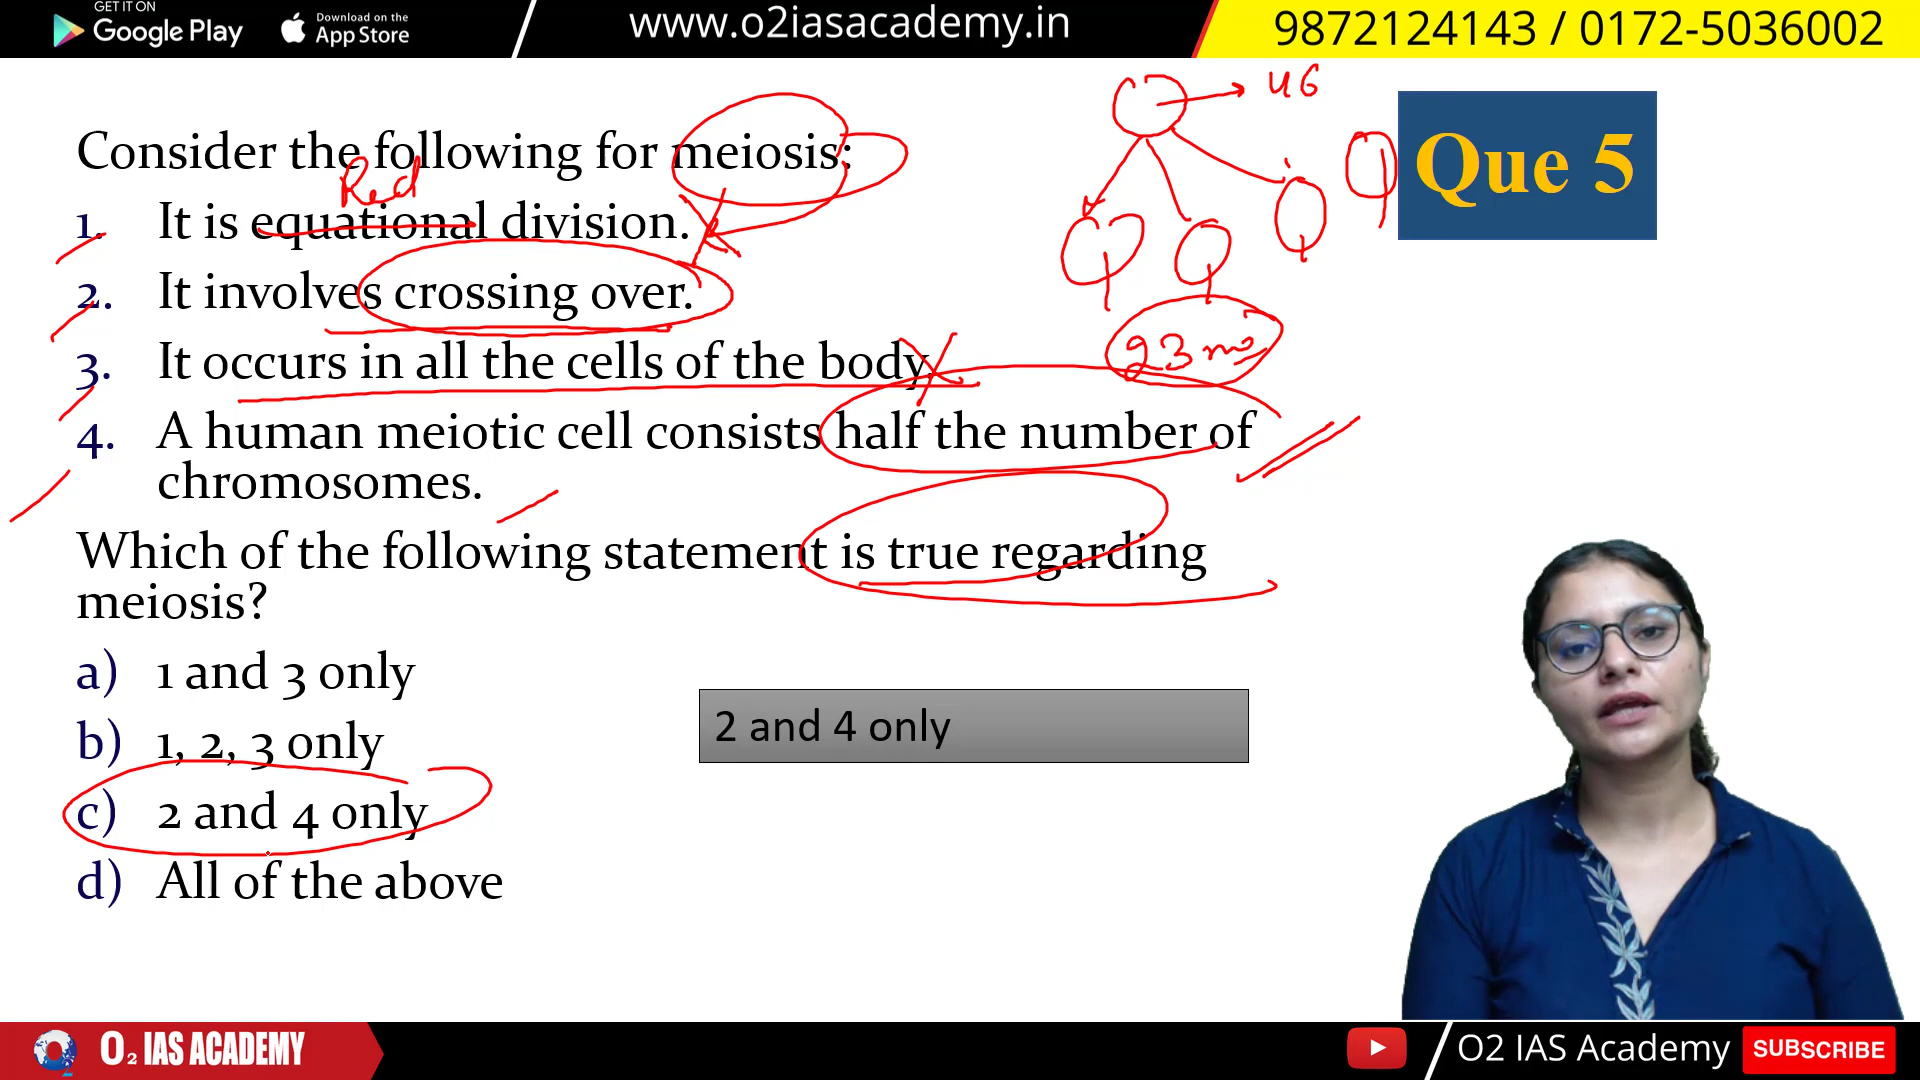 GET IT ON
Google Play
Download on the
App Store
www.o2iasacademy.in
9872124143 / 0172-5036002
46
Que 5
Consider the following for meiosis:
Red
1. It is equational division.
2. It involves crossing over.
3. It occurs in all the cells of the body.
23
4. A human meiotic cell consists half the number of
chromosomes.
Which of the following statement is true regarding
meiosis?
a) 1 and 3 only
b) 1, 2, 3 only
c) 2 and 4 only
d) All of the above
2 and 4 only
O2 IAS ACADEMY
O2 IAS Academy
SUBSCRIBE